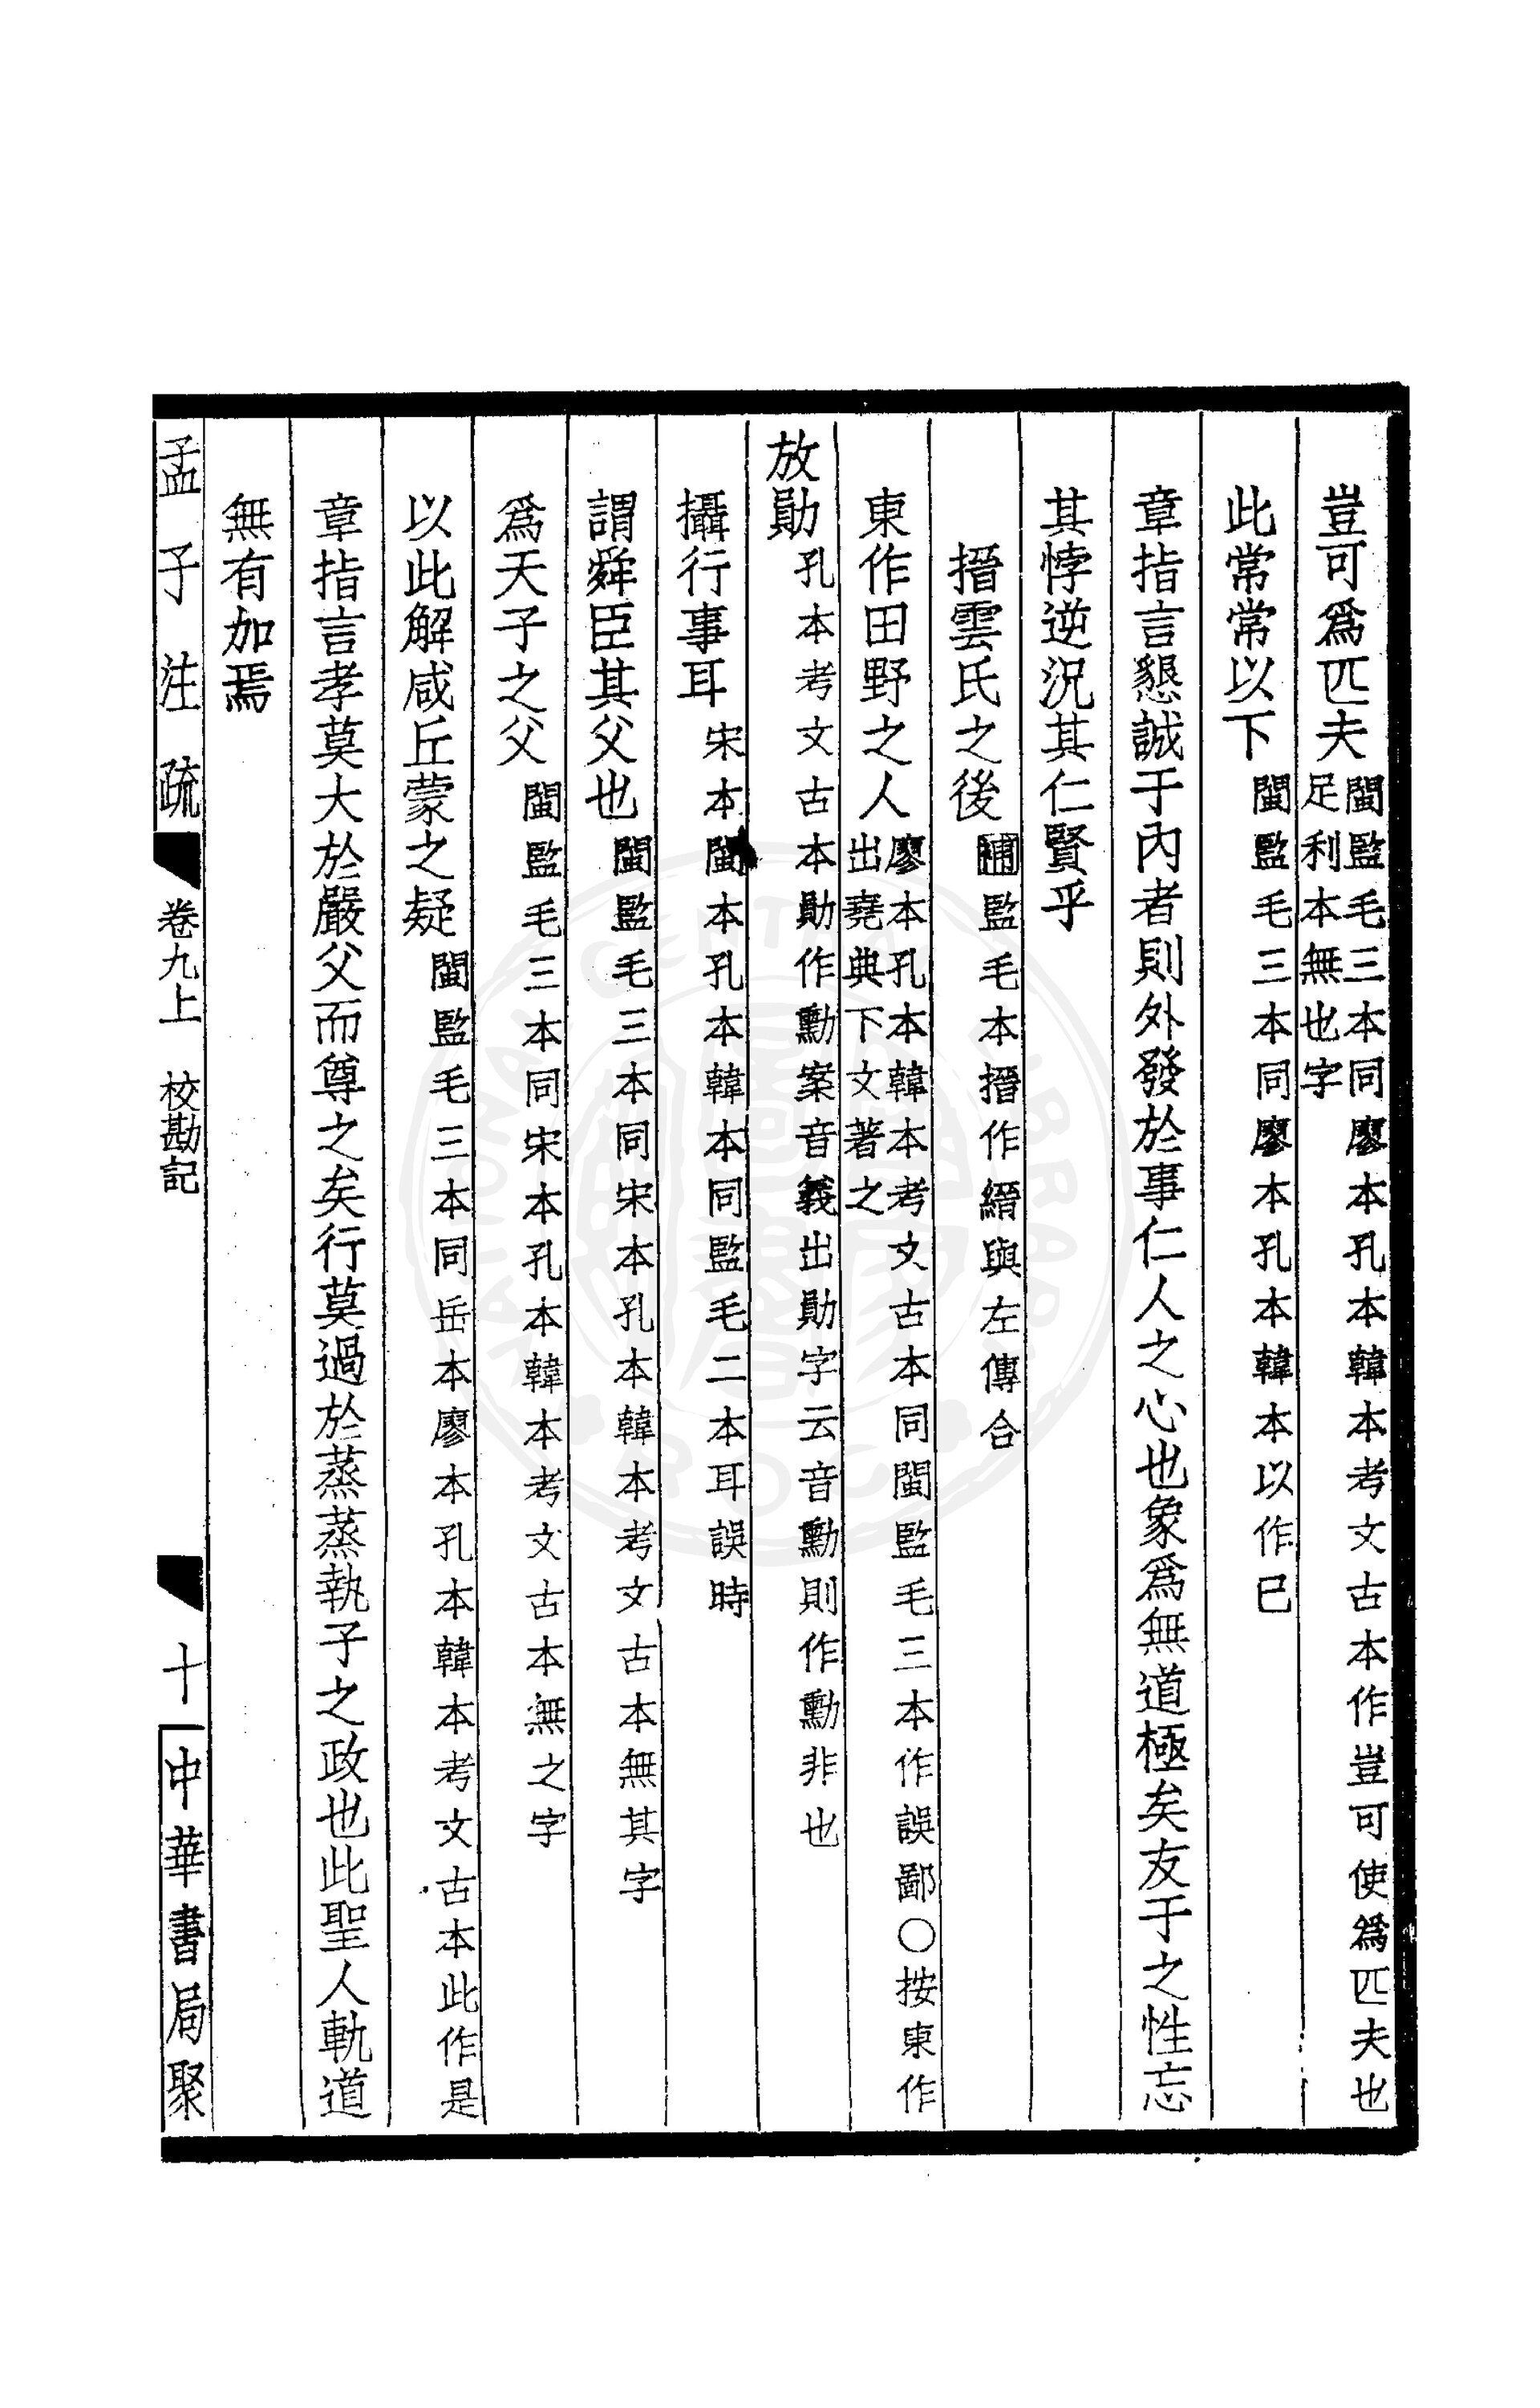 豈可爲匹夫閩監毛三本同廖本孔本韓本考文古本作豈可使爲匹夫也足利本無也字
此常常以下閩監毛三本同廖本孔本韓本以作已
章指言懇誠于內者則外發於事仁人之心也象爲無道極矣友于之性忘
其悖逆況其仁賢乎
搢雲氏之後補監毛本搢作縉與左傳合
東作田野之人廖本孔本韓本考文古本同閩監毛三本作誤鄙○按東作出堯典下文著之
放勛孔本考文古本勛作勳案音義出勛字云音勳則作勳非也
攝行事耳宋本閩本孔本韓本同監毛二本耳誤時
謂舜臣其父也閩監毛三本同宋本孔本韓本考文古本無其字
爲天子之父閩監毛三本同宋本孔本韓本考文古本無之字
以此解咸丘蒙之疑閩監毛三本同岳本廖本孔本韓本考文古本此作是
章指言孝莫大於嚴父而尊之矣行莫過於蒸蒸執子之政也此聖人軌道
無有加焉
孟子注疏 卷九上 校勘記 十 中華書局聚
NATIONAL CENTRAL LIBRARY ROC